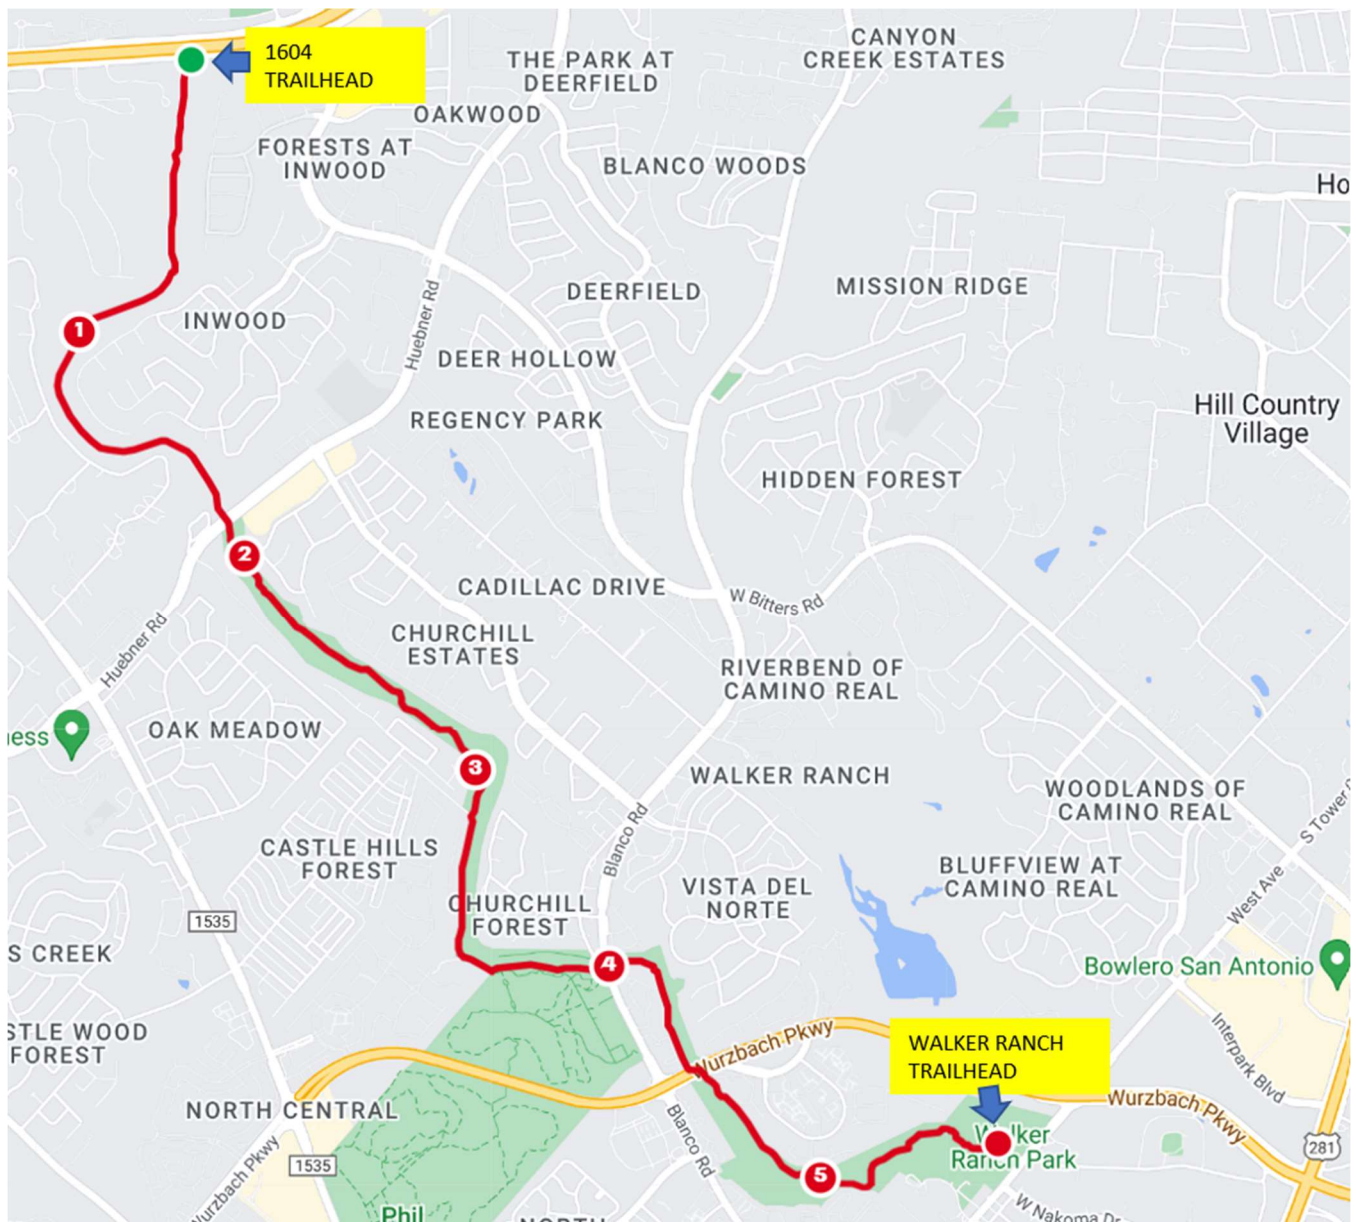 1604
TRAILHEAD
THE PARK AT
DEERFIELD
CANYON
CREEK ESTATES
OAKWOOD
FORESTS AT
INWOOD
BLANCO WOODS
Ho
DEERFIELD
MISSION RIDGE
Huebner Rd
INWOOD
1
DEER HOLLOW
REGENCY PARK
Hill Country
Village
HIDDEN FOREST
2
CADILLAC DRIVE
W Bitters Rd
Huebner Rd
CHURCHILL
ESTATES
RIVERBEND OF
CAMINO REAL
ess
OAK MEADOW
3
WALKER RANCH
WOODLANDS OF
CAMINO REAL
S Tower
Blanco Rd
CASTLE HILLS
FOREST
BLUFFVIEW AT
CAMINO REAL
VISTA DEL
NORTE
West Ave
CHURCHILL
FOREST
1535
S CREEK
4
Bowlero San Antonio
STLE WOOD
FOREST
Wurzbach Pkwy
Interpark Blvd
WALKER RANCH
TRAILHEAD
NORTH CENTRAL
Wurzbach Pkwy
Blanco Rd
Walker
Ranch Park
281
1535
Wurzbach Pkwy
5
W Nakoma Dr
Phil
NORTH